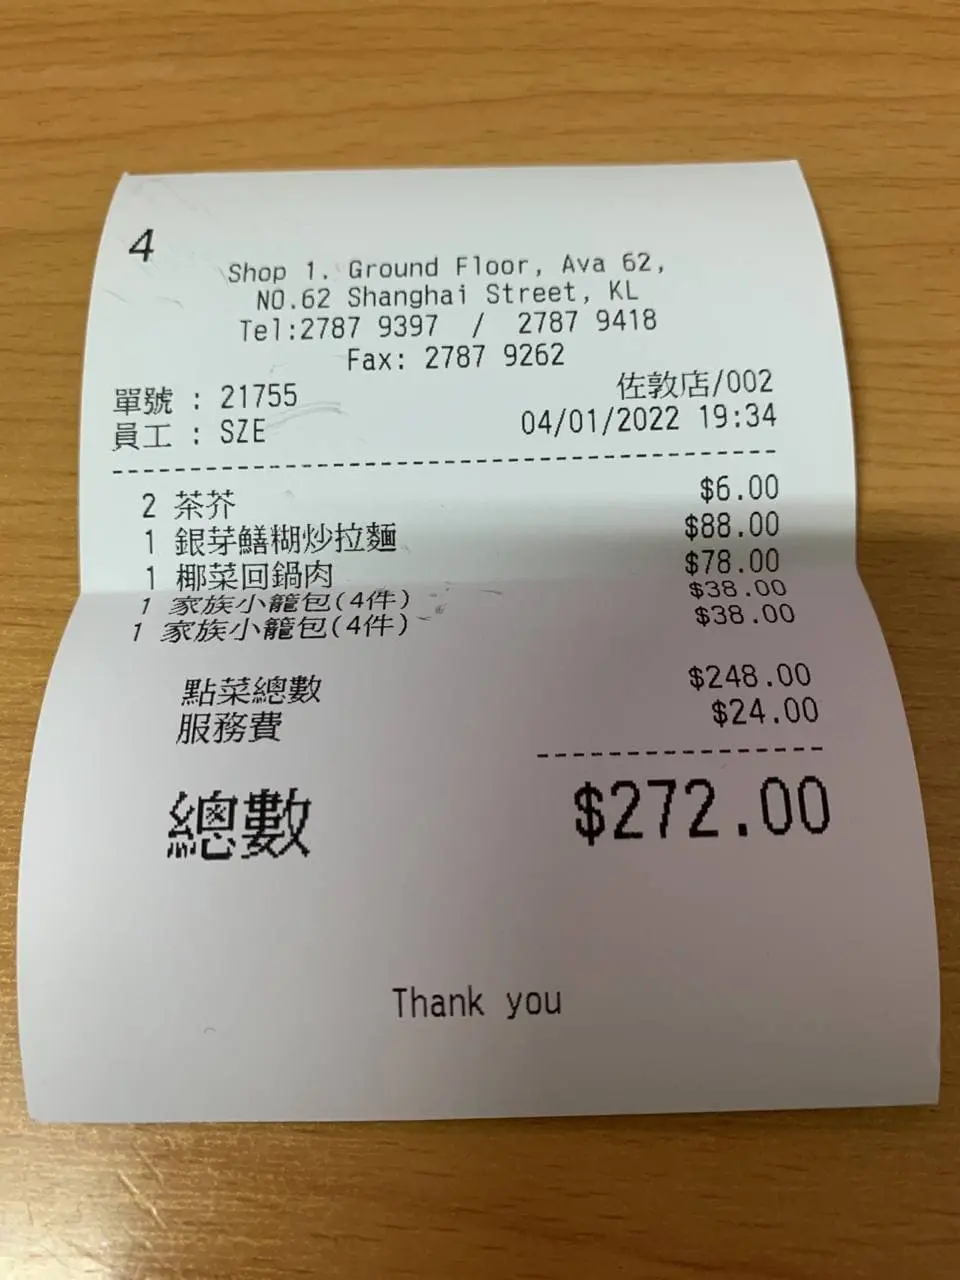 4
Shop 1. Ground Floor, Ava 62,
NO.62 Shanghai Street, KL
Tel:2787 9397 / 2787 9418
Fax: 2787 9262
單號 : 21755 佐敦店/002
員工 : SZE 04/01/2022 19:34
2 茶芥 $6.00
1 銀芽鱔糊炒拉麵 $88.00
1 椰菜回鍋肉 $78.00
1 家族小籠包(4件) $38.00
1 家族小籠包(4件) $38.00
點菜總數 $248.00
服務費 $24.00
總數 $272.00
Thank you